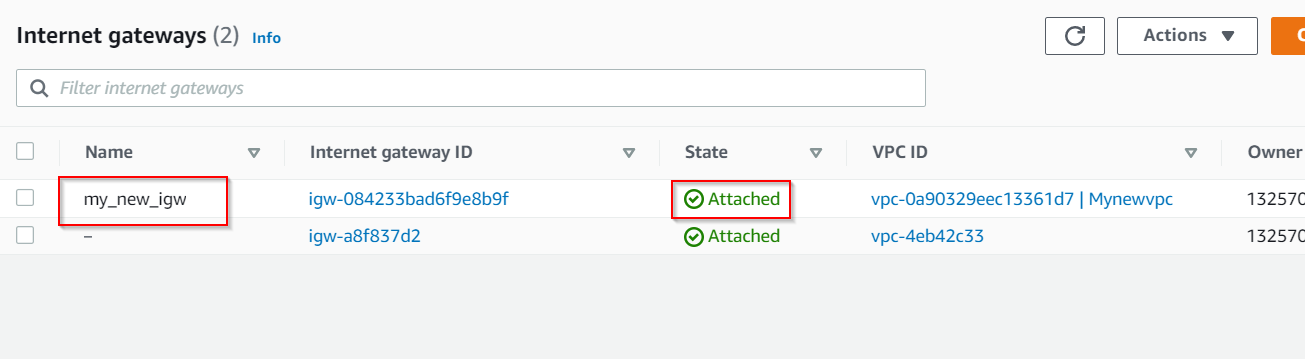 Internet gateways (2) Info
Actions
Filter internet gateways
Name Internet gateway ID State VPC ID Owner
my_new_igw igw-084233bad6f9e8b9f Attached vpc-0a90329eec13361d7 | Mynewvpc 132570
– igw-a8f837d2 Attached vpc-4eb42c33 132570